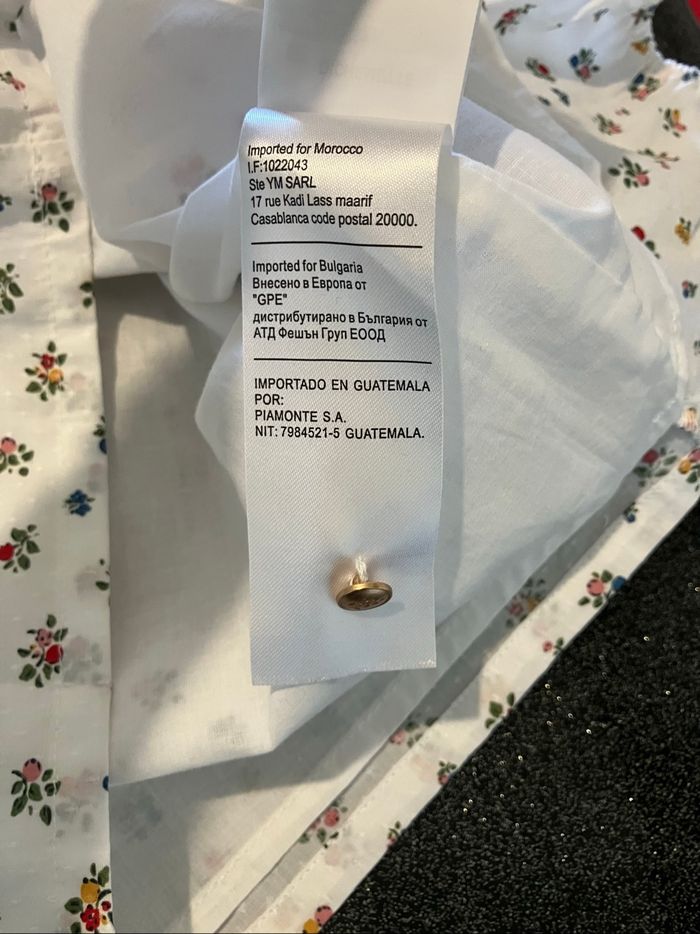 Imported for Morocco
I.F:1022043
Ste YM SARL
17 rue Kadi Lass maarif
Casablanca code postal 20000.
Imported for Bulgaria
Внесено в Европа от
"GPE"
дистрибутирано в България от
АТД Фешън Груп ЕООД
IMPORTADO EN GUATEMALA
POR:
PIAMONTE S.A.
NIT: 7984521-5 GUATEMALA.